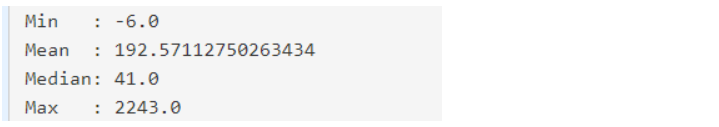 Min   : -6.0
Mean  : 192.57112750263434
Median: 41.0
Max   : 2243.0